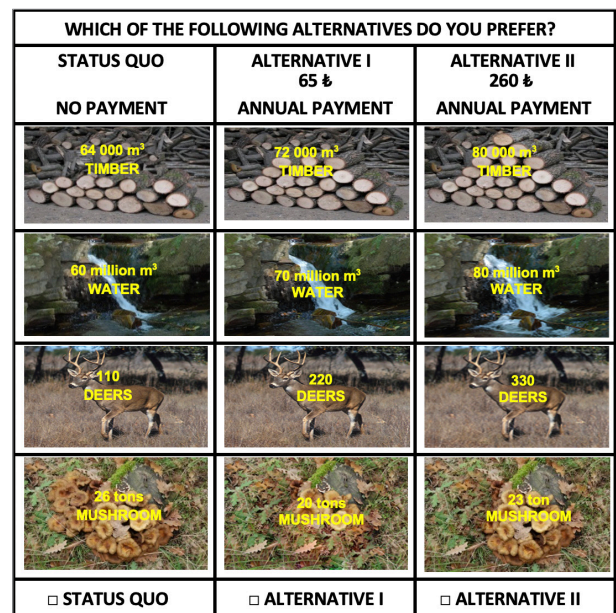 WHICH OF THE FOLLOWING ALTERNATIVES DO YOU PREFER?
STATUS QUO
NO PAYMENT
ALTERNATIVE I
65 ₺
ANNUAL PAYMENT
ALTERNATIVE II
260 ₺
ANNUAL PAYMENT
64 000 m³
TIMBER
72 000 m³
TIMBER
80 000 m³
TIMBER
60 million m³
WATER
70 million m³
WATER
80 million m³
WATER
110
DEERS
220
DEERS
330
DEERS
26 tons
MUSHROOM
20 tons
MUSHROOM
23 ton
MUSHROOM
□ STATUS QUO
□ ALTERNATIVE I
□ ALTERNATIVE II